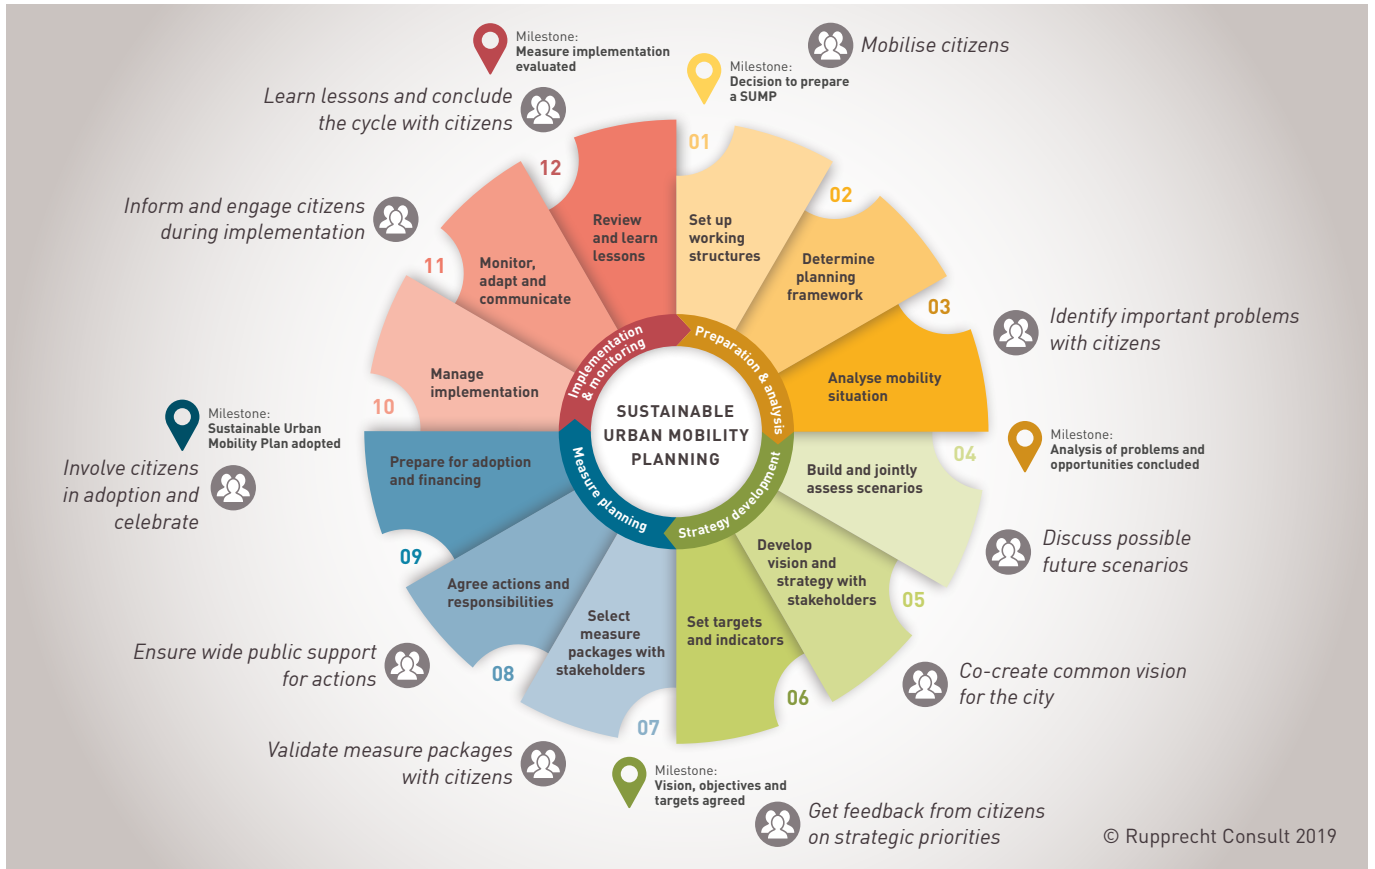 Milestone:
Measure implementation
evaluated
Milestone:
Decision to prepare
a SUMP
Mobilise citizens
Learn lessons and conclude
the cycle with citizens
Inform and engage citizens
during implementation
12
Review
and learn
lessons
01
Set up
working
structures
02
Determine
planning
framework
03
Analyse mobility
situation
Identify important problems
with citizens
Milestone:
Analysis of problems and
opportunities concluded
04
Build and jointly
assess scenarios
Discuss possible
future scenarios
05
Develop
vision and
strategy with
stakeholders
Co-create common vision
for the city
06
Set targets
and indicators
Get feedback from citizens
on strategic priorities
Milestone:
Vision, objectives and
targets agreed
07
Select
measure
packages with
stakeholders
Validate measure packages
with citizens
08
Agree actions and
responsibilities
Ensure wide public support
for actions
09
Prepare for adoption
and financing
Involve citizens
in adoption and
celebrate
Milestone:
Sustainable Urban
Mobility Plan adopted
10
Manage
implementation
11
Monitor,
adapt and
communicate
Implementation
& monitoring
Preparation & analysis
Strategy development
Measure planning
SUSTAINABLE
URBAN MOBILITY
PLANNING
© Rupprecht Consult 2019